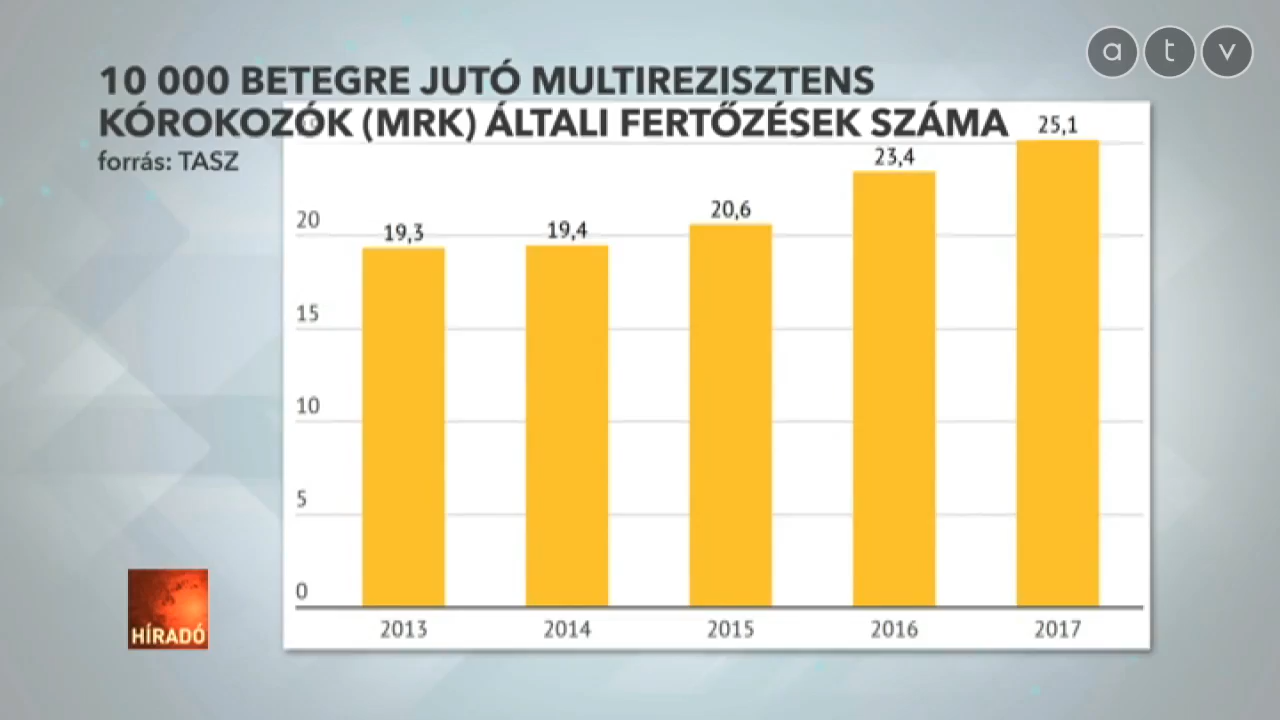 a t v
10 000 BETEGRE JUTÓ MULTIREZISZTENS
KÓROKOZÓK (MRK) ÁLTALI FERTŐZÉSEK SZÁMA
forrás: TASZ
25,1
23,4
20,6
19,4
19,3
20
15
10
5
0
2013 2014 2015 2016 2017
HÍRADÓ